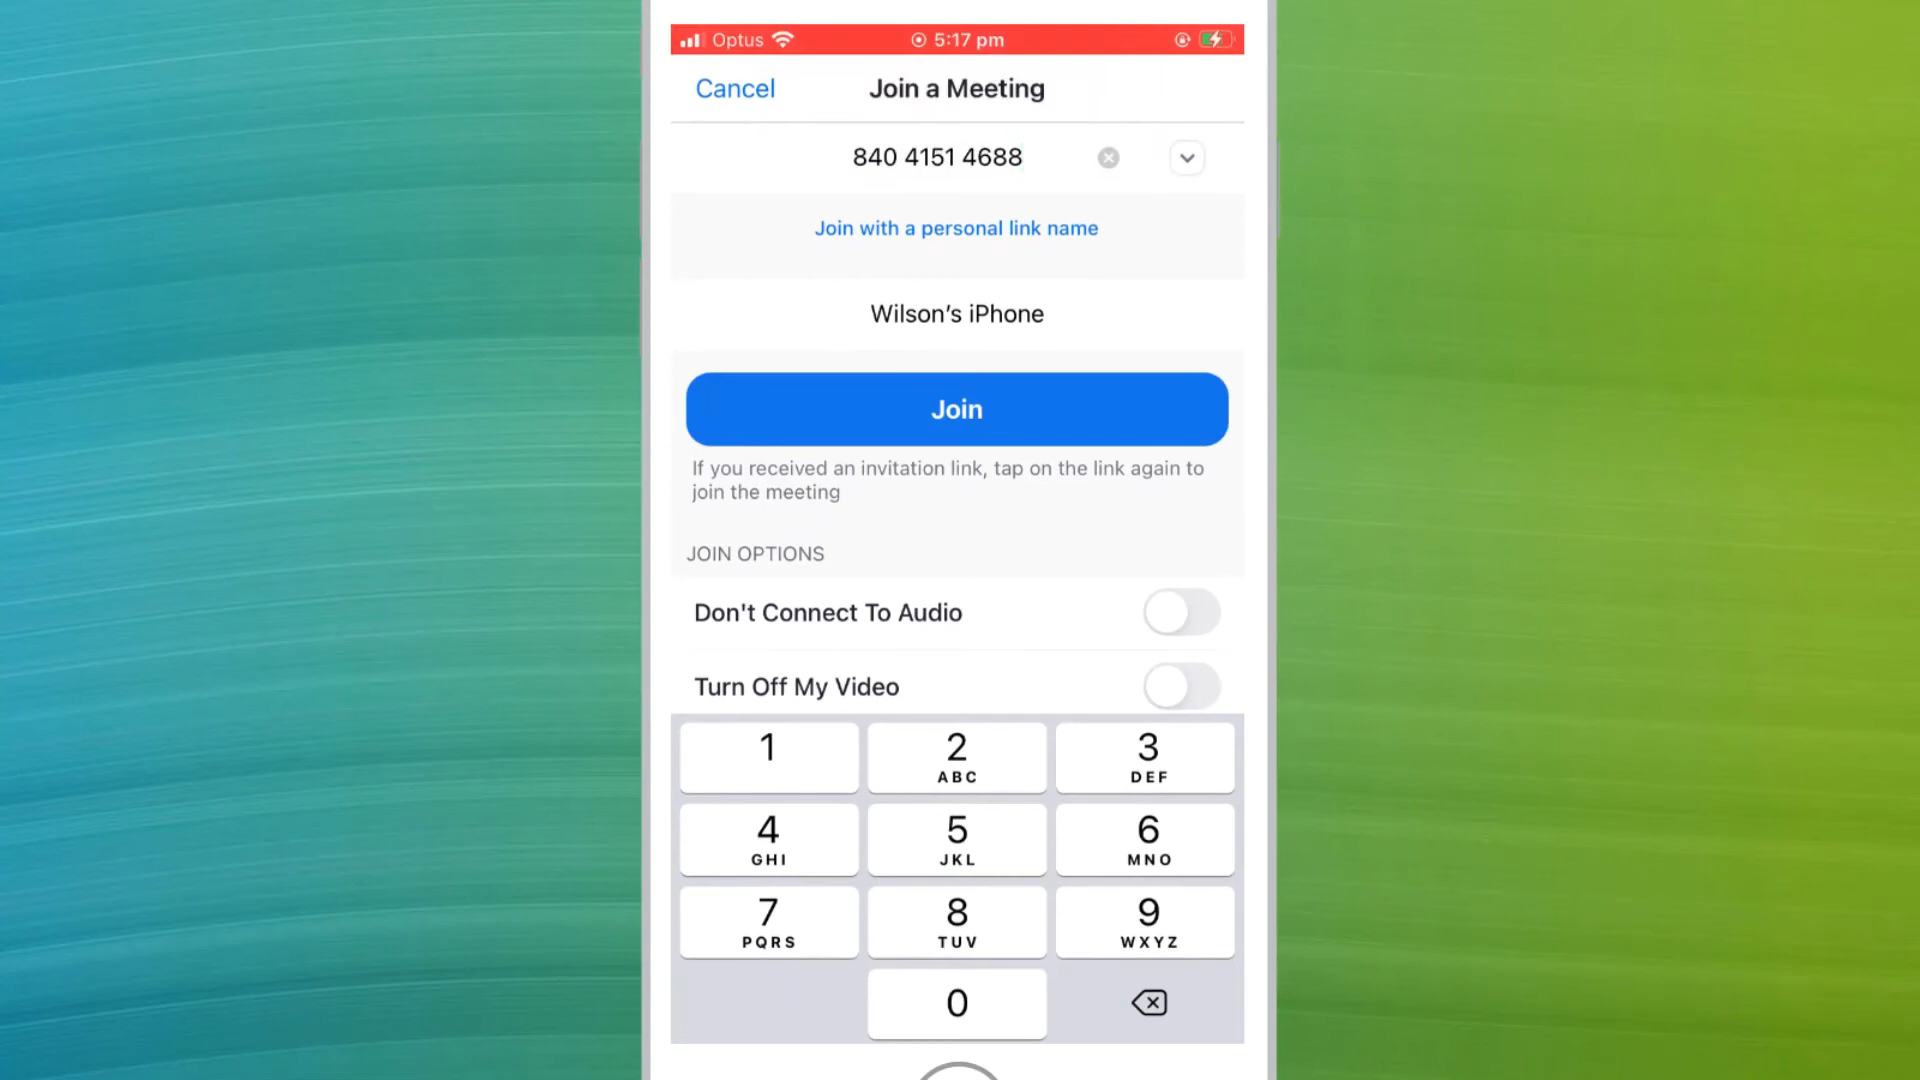 Optus 5:17 pm
Cancel Join a Meeting
840 4151 4688
Join with a personal link name
Wilson’s iPhone
Join
If you received an invitation link, tap on the link again to
join the meeting
JOIN OPTIONS
Don't Connect To Audio
Turn Off My Video
1 2 3
ABC DEF
4 5 6
GHI JKL MNO
7 8 9
PQRS TUV WXYZ
0